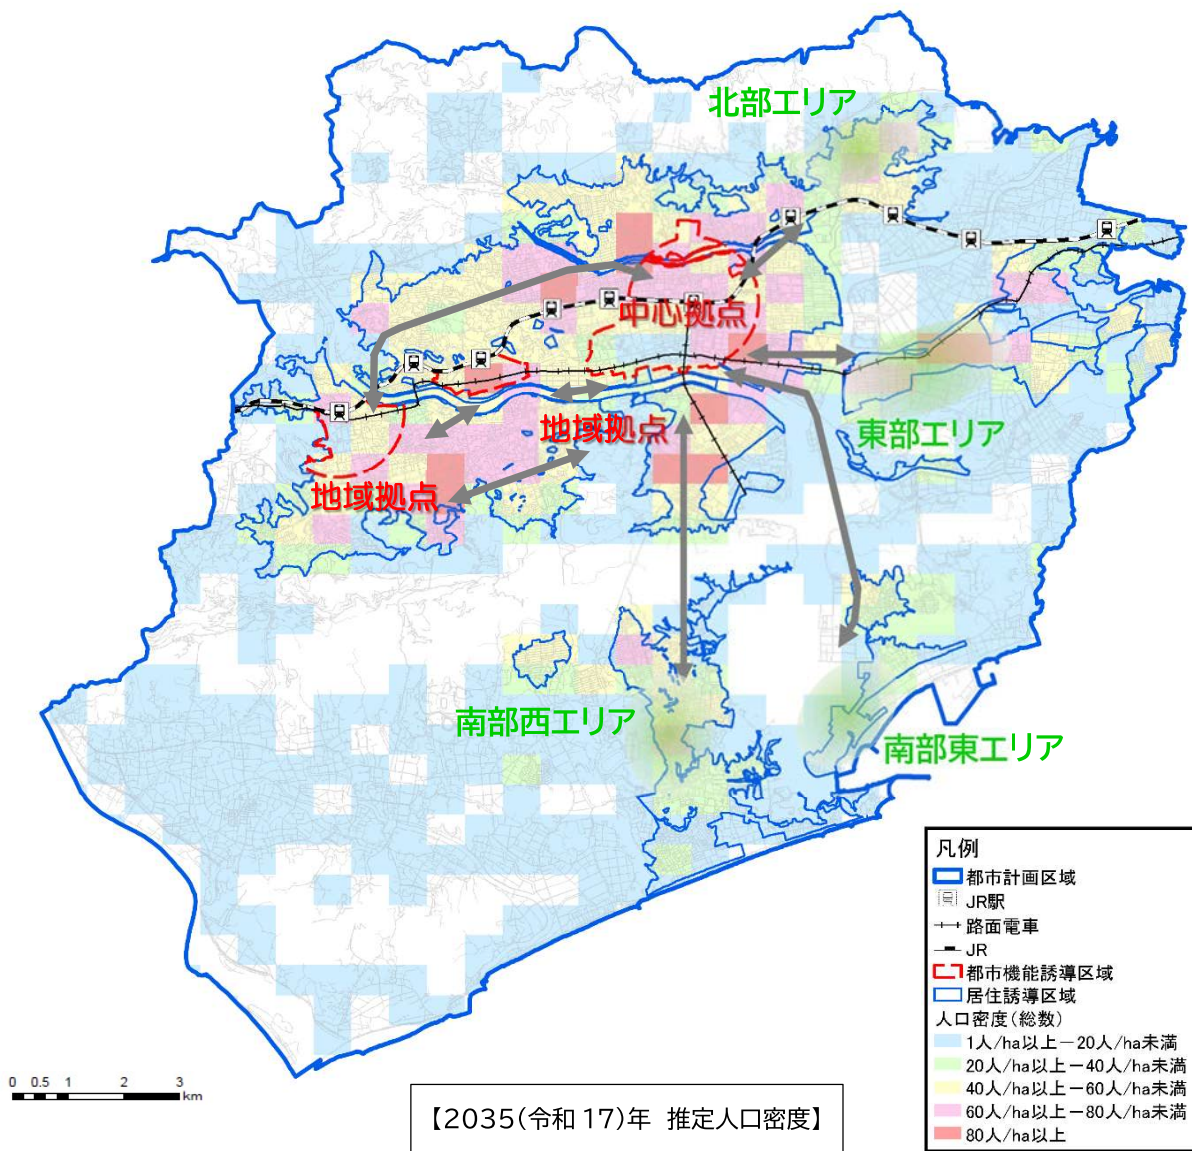 北部エリア
中心拠点
地域拠点
東部エリア
地域拠点
南部西エリア
南部東エリア
凡例
都市計画区域
JR駅
路面電車
JR
都市機能誘導区域
居住誘導区域
人口密度(総数)
1人/ha以上−20人/ha未満
20人/ha以上−40人/ha未満
40人/ha以上−60人/ha未満
60人/ha以上−80人/ha未満
80人/ha以上
0 0.5 1 2 3
km
【2035(令和17)年 推定人口密度】